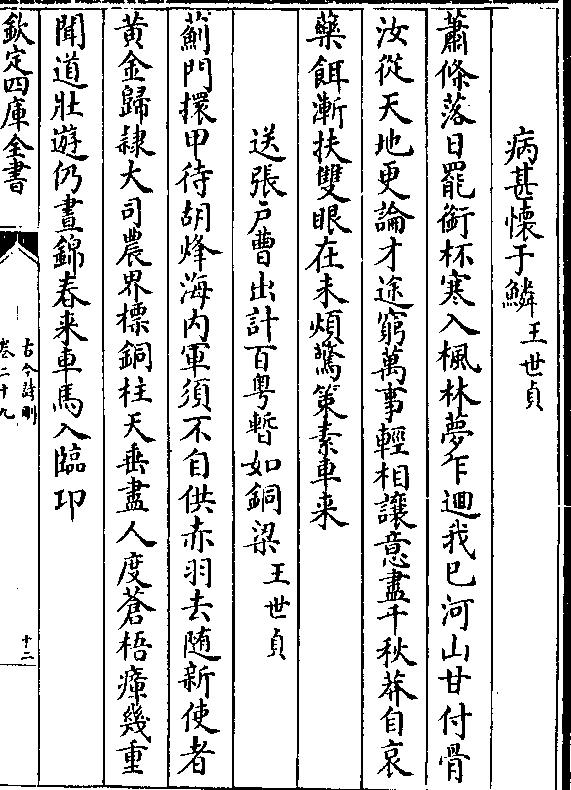 病甚懷于鱗王世貞
蕭條落日罷銜杯寒入楓林夢乍迴我已河山甘付骨
汝從天地更論才途窮萬事輕相讓意盡千秋莽自哀
藥餌漸扶雙眼在未煩驚策素車来
送張戸曹出計百粤暫如銅梁王世貞
薊門擐甲待胡烽海内軍須不自供赤羽去随新使者
黄金歸隷大司農界標銅柱天垂盡人度蒼梧瘴幾重
聞道壯遊仍晝錦春来車馬入臨邛
欽定四庫全書
古今詩刪
卷二十九
十二